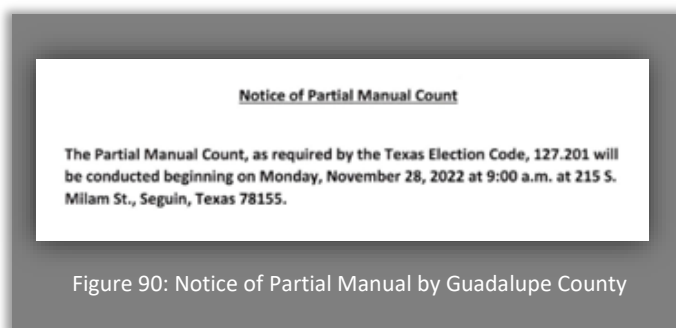 Notice of Partial Manual Count
The Partial Manual Count, as required by the Texas Election Code, 127.201 will
be conducted beginning on Monday, November 28, 2022 at 9:00 a.m. at 215 S.
Milam St., Seguin, Texas 78155.
Figure 90: Notice of Partial Manual by Guadalupe County